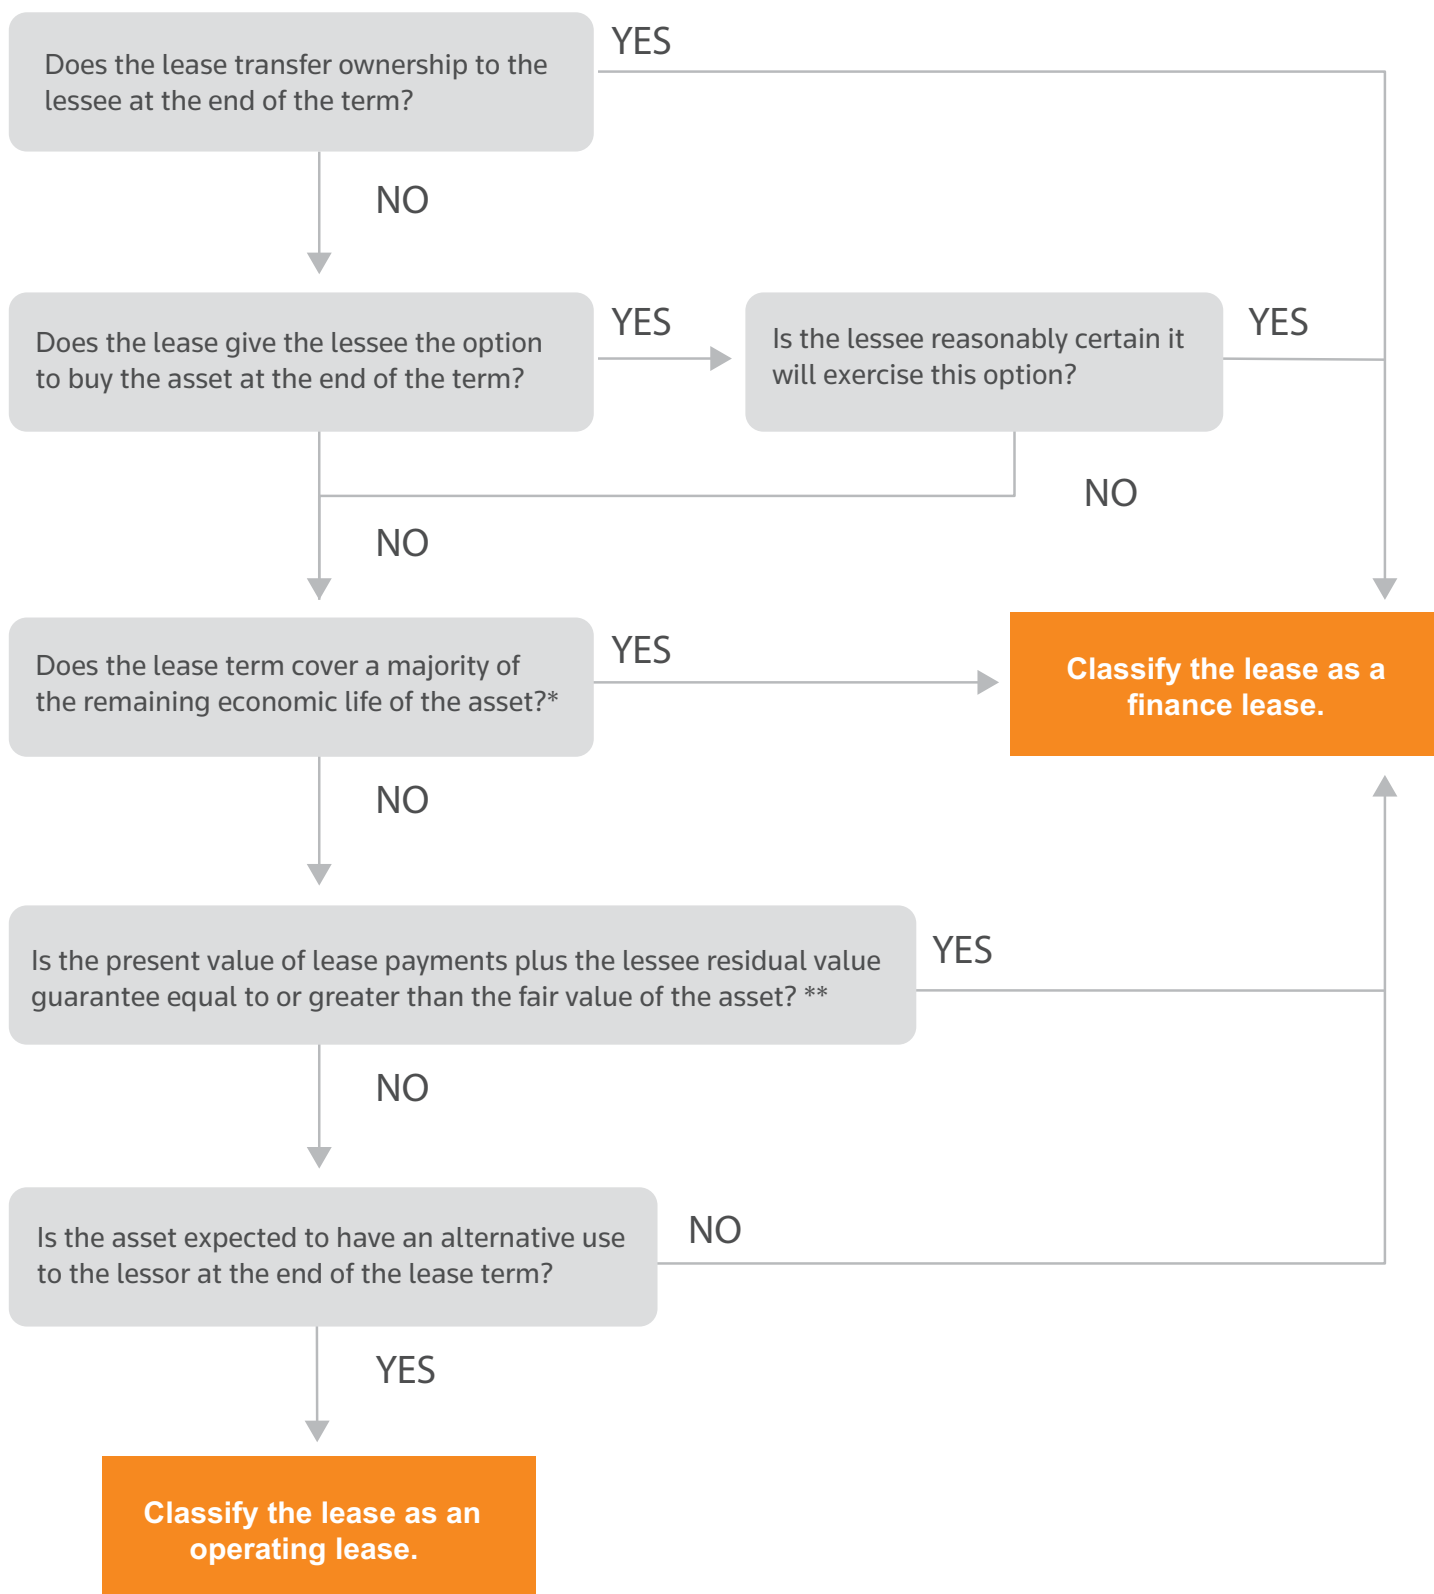 Does the lease transfer ownership to the
lessee at the end of the term?
YES
NO
Does the lease give the lessee the option
to buy the asset at the end of the term?
YES
Is the lessee reasonably certain it
will exercise this option?
YES
NO
NO
Does the lease term cover a majority of
the remaining economic life of the asset?*
YES
Classify the lease as a
finance lease.
NO
Is the present value of lease payments plus the lessee residual value
guarantee equal to or greater than the fair value of the asset? **
YES
NO
Is the asset expected to have an alternative use
to the lessor at the end of the lease term?
NO
YES
Classify the lease as an
operating lease.